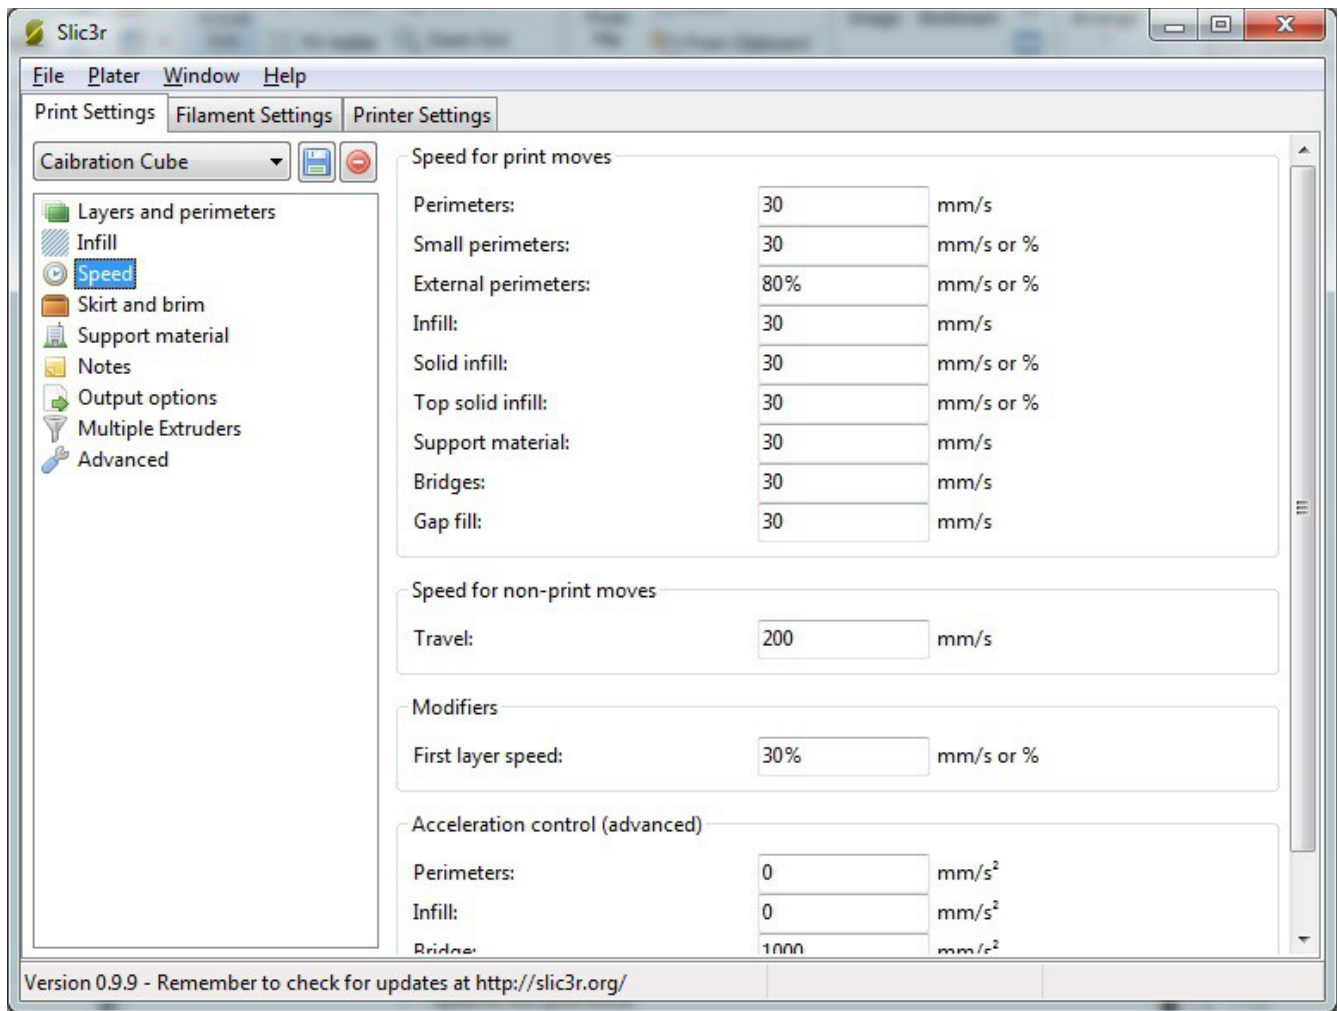 Slic3r
File Plater Window Help
Print Settings Filament Settings Printer Settings
Caibration Cube
Layers and perimeters
Infill
Speed
Skirt and brim
Support material
Notes
Output options
Multiple Extruders
Advanced
Speed for print moves
Perimeters: 30 mm/s
Small perimeters: 30 mm/s or %
External perimeters: 80% mm/s or %
Infill: 30 mm/s
Solid infill: 30 mm/s or %
Top solid infill: 30 mm/s or %
Support material: 30 mm/s
Bridges: 30 mm/s
Gap fill: 30 mm/s
Speed for non-print moves
Travel: 200 mm/s
Modifiers
First layer speed: 30% mm/s or %
Acceleration control (advanced)
Perimeters: 0 mm/s²
Infill: 0 mm/s²
Bridge: 1000 mm/s²
Version 0.9.9 - Remember to check for updates at http://slic3r.org/